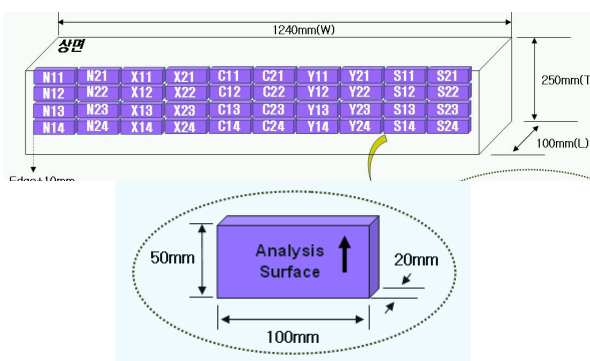 1240mm(W)
상면
N11 N21 X11 X21 C11 C21 Y11 Y21 S11 S21
N12 N22 X12 X22 C12 C22 Y12 Y22 S12 S22
N13 N23 X13 X23 C13 C23 Y13 Y23 S13 S23
N14 N24 X14 X24 C14 C24 Y14 Y24 S14 S24
250mm(T
100mm(L)
Edge+10mm
50mm
Analysis
Surface
20mm
100mm